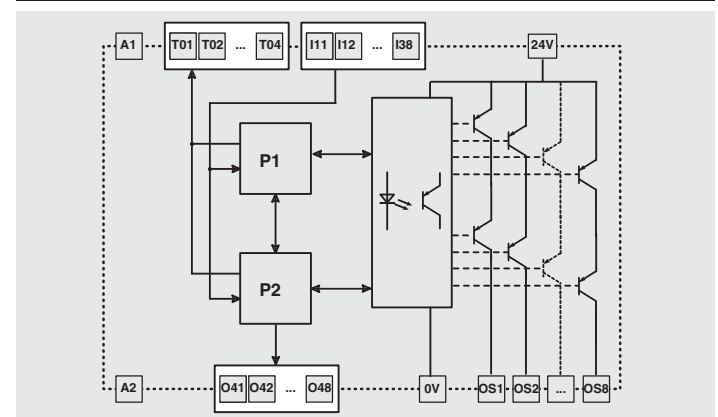 A1 T01 T02 ... T04 I11 I12 ... I38 24V
P1
P2
A2 O41 O42 ... O48 0V OS1 OS2 ... OS8